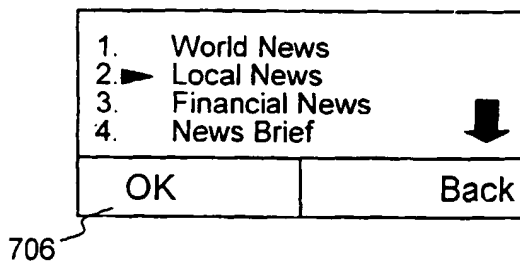 1. World News
2. Local News
3. Financial News
4. News Brief
OK Back
706